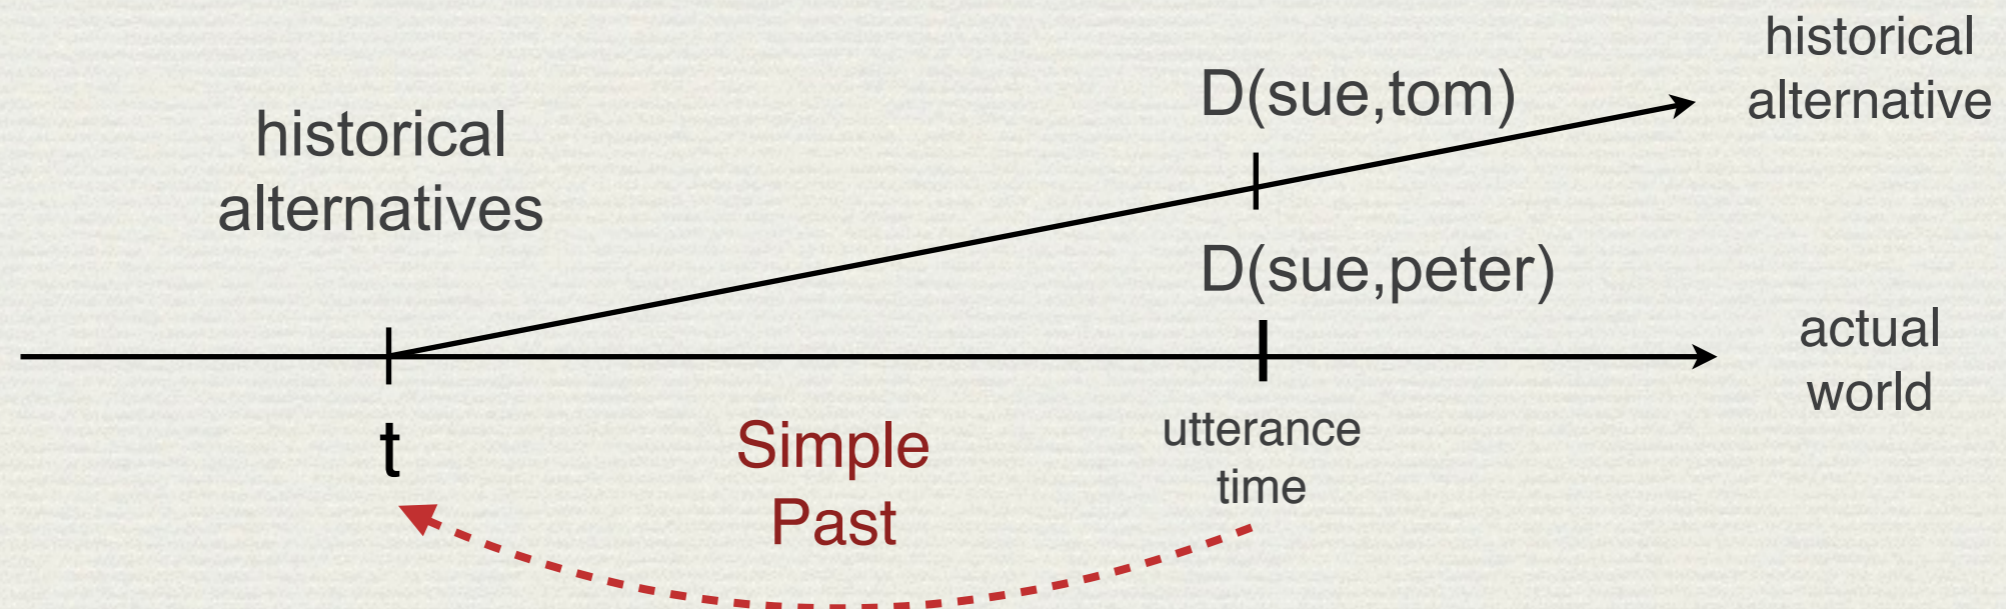 historical
alternatives
D(sue,tom)
historical
alternative
D(sue,peter)
actual
world
t
Simple
Past
utterance
time